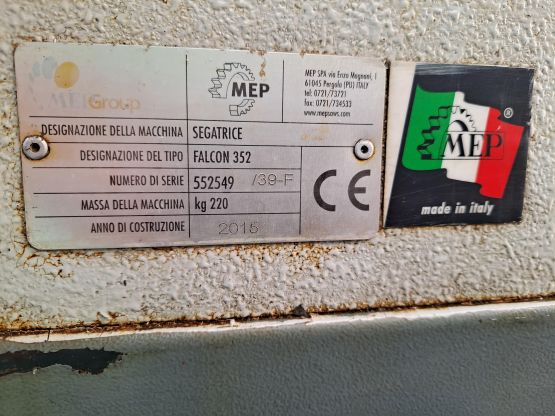 MEP Group
MEP
MEP SPA via Enzo Magnani, 1
61045 Pergola (PU) ITALY
tel: 0721/73721
fax: 0721/734533
www.mepsaws.com
DESIGNAZIONE DELLA MACCHINA SEGATRICE
DESIGNAZIONE DEL TIPO FALCON 352
NUMERO DI SERIE 552549 /39-F
MASSA DELLA MACCHINA kg 220
ANNO DI COSTRUZIONE 2015
CE
MEP ®
made in italy